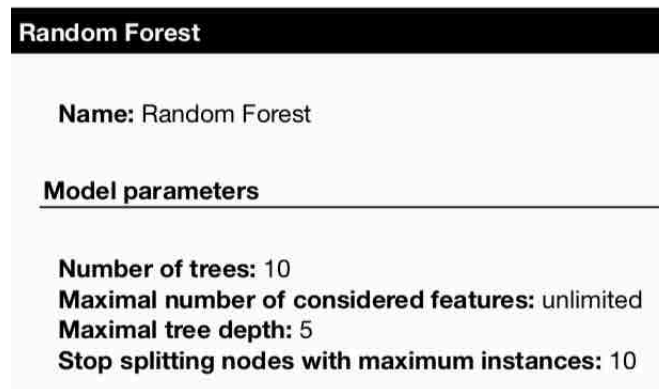 Random Forest
Name: Random Forest
Model parameters
Number of trees: 10
Maximal number of considered features: unlimited
Maximal tree depth: 5
Stop splitting nodes with maximum instances: 10